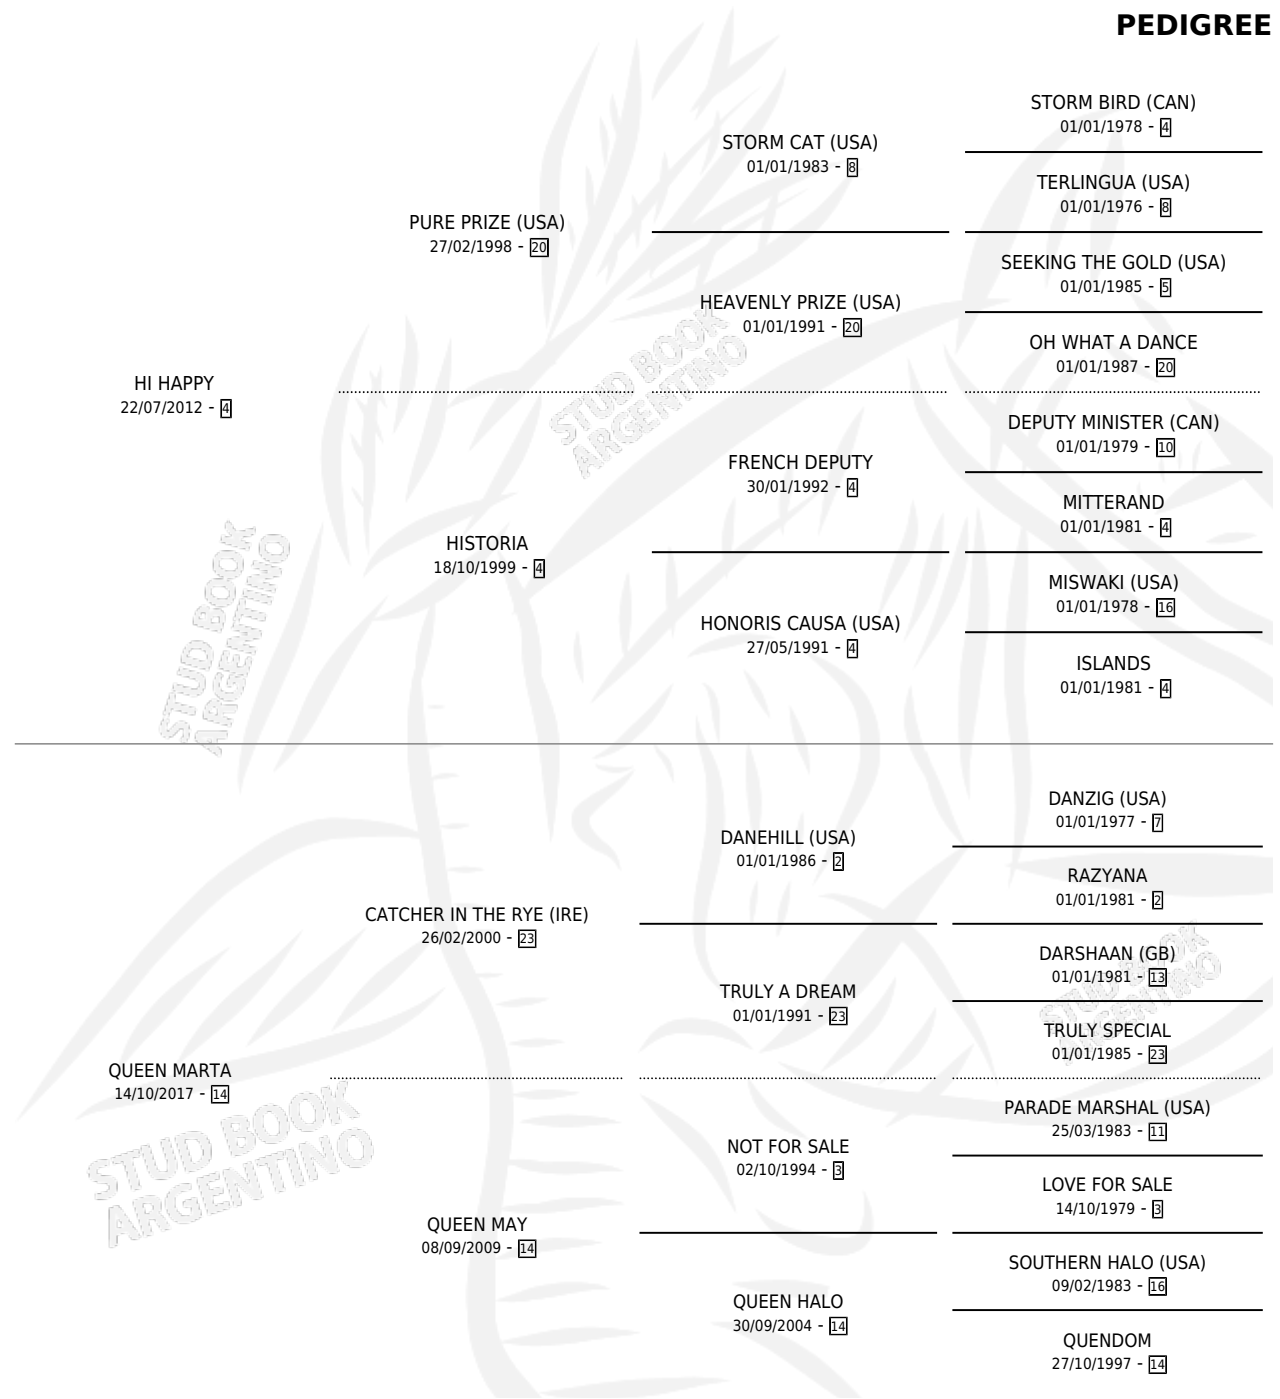 PEDIGREE
STORM BIRD (CAN)
01/01/1978 - 4
STORM CAT (USA)
01/01/1983 - 8
TERLINGUA (USA)
01/01/1976 - 8
PURE PRIZE (USA)
27/02/1998 - 20
SEEKING THE GOLD (USA)
01/01/1985 - 5
HEAVENLY PRIZE (USA)
01/01/1991 - 20
OH WHAT A DANCE
01/01/1987 - 20
HI HAPPY
22/07/2012 - 4
DEPUTY MINISTER (CAN)
01/01/1979 - 10
FRENCH DEPUTY
30/01/1992 - 4
MITTERAND
01/01/1981 - 4
HISTORIA
18/10/1999 - 4
MISWAKI (USA)
01/01/1978 - 16
HONORIS CAUSA (USA)
27/05/1991 - 4
ISLANDS
01/01/1981 - 4
DANZIG (USA)
01/01/1977 - 7
DANEHILL (USA)
01/01/1986 - 2
RAZYANA
01/01/1981 - 2
CATCHER IN THE RYE (IRE)
26/02/2000 - 23
DARSHAAN (GB)
01/01/1981 - 13
TRULY A DREAM
01/01/1991 - 23
TRULY SPECIAL
01/01/1985 - 23
QUEEN MARTA
14/10/2017 - 14
PARADE MARSHAL (USA)
25/03/1983 - 11
NOT FOR SALE
02/10/1994 - 3
LOVE FOR SALE
14/10/1979 - 3
QUEEN MAY
08/09/2009 - 14
SOUTHERN HALO (USA)
09/02/1983 - 16
QUEEN HALO
30/09/2004 - 14
QUENDOM
27/10/1997 - 14
STUD BOOK
ARGENTINO
STUD BOOK
ARGENTINO
STUD BOOK
ARGENTINO
STUD BOOK
ARGENTINO